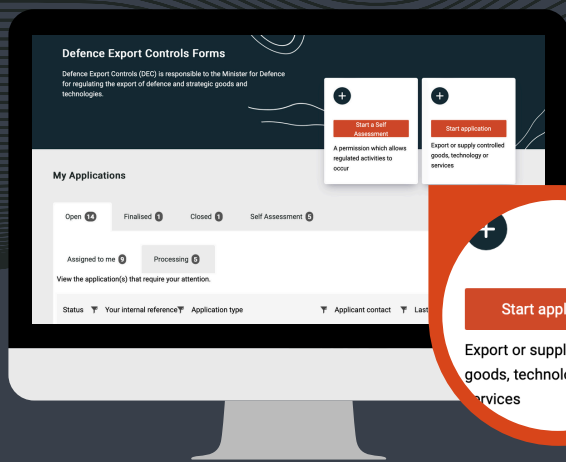 Defence Export Controls Forms
Defence Export Controls (DEC) is responsible to the Minister for Defence
for regulating the export of defence and strategic goods and
technologies.
Start a Self
Assessment
A permission which allows
regulated activities to
occur
Start application
Export or supply controlled
goods, technology or
services
My Applications
Open 14 Finalised 1 Closed 1 Self Assessment 5
Assigned to me 9 Processing 5
View the application(s) that require your attention.
Status Your internal reference Application type Applicant contact Last
Start appl
Export or suppl
goods, technol
services